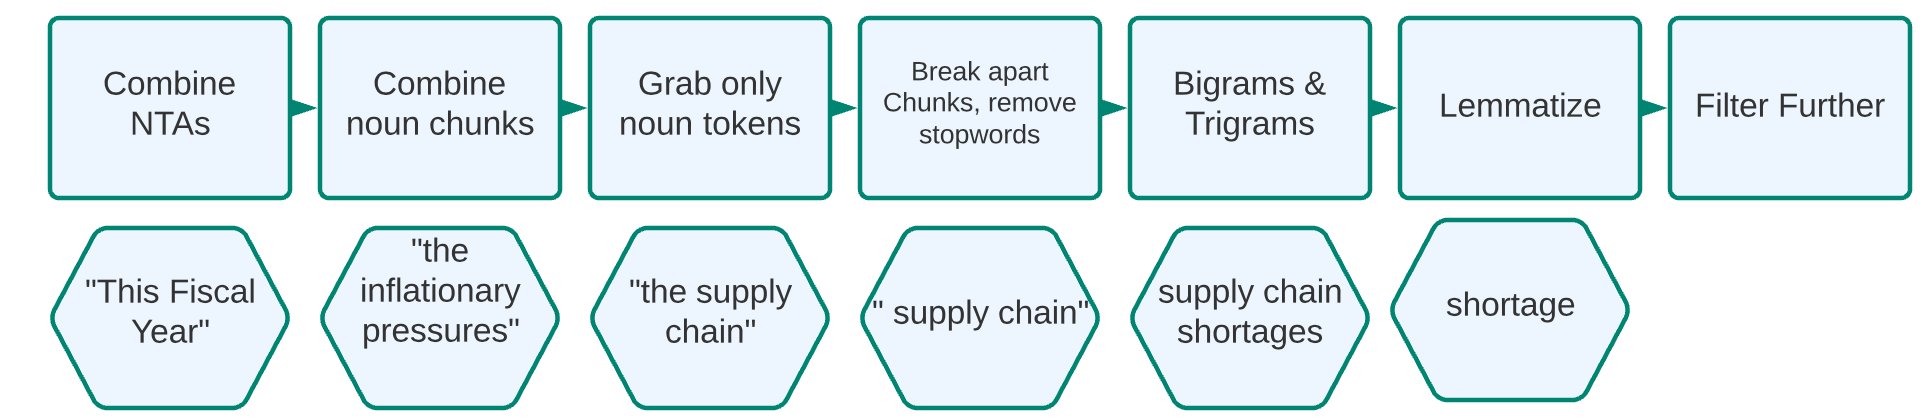 Combine
NTAs
Combine
noun chunks
Grab only
noun tokens
Break apart
Chunks, remove
stopwords
Bigrams &
Trigrams
Lemmatize
Filter Further
"This Fiscal
Year"
"the
inflationary
pressures"
"the supply
chain"
" supply chain"
supply chain
shortages
shortage